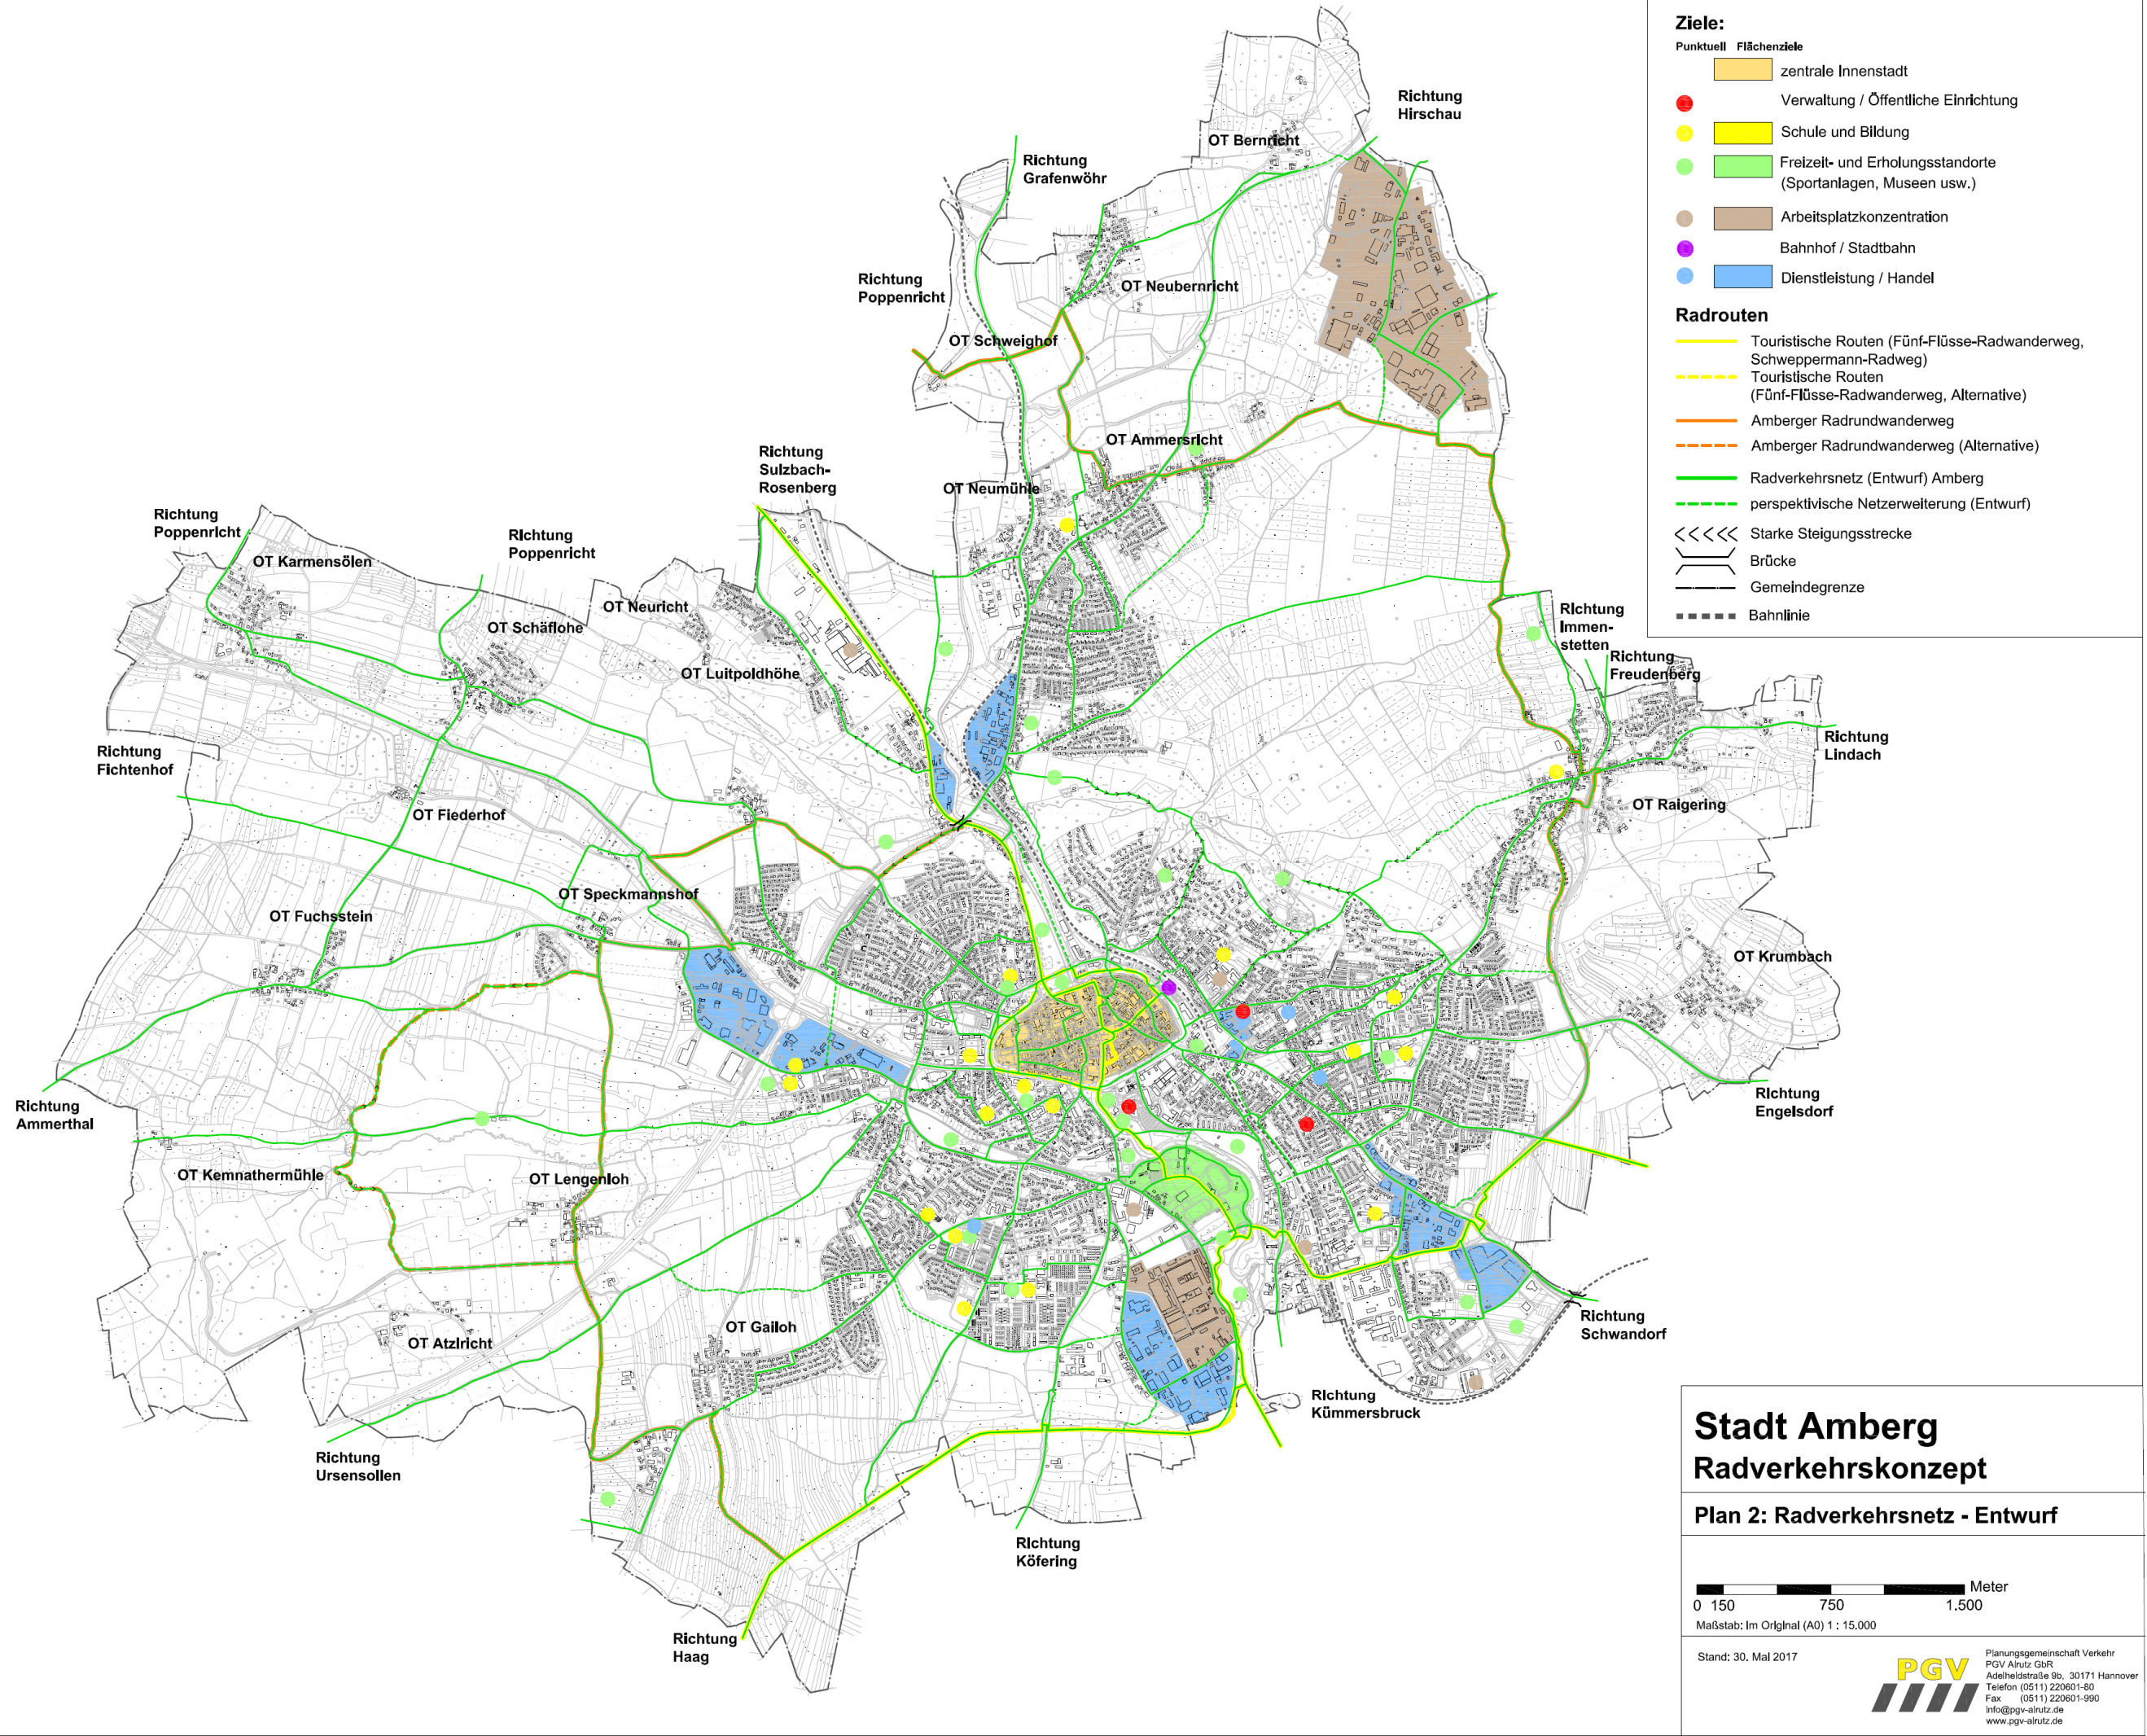 Ziele:
Punktuell Flächenziele
zentrale Innenstadt
Verwaltung / Öffentliche Einrichtung
Schule und Bildung
Freizeit- und Erholungsstandorte
(Sportanlagen, Museen usw.)
Arbeitsplatzkonzentration
Bahnhof / Stadtbahn
Dienstleistung / Handel
Radrouten
Touristische Routen (Fünf-Flüsse-Radwanderweg,
Schweppermann-Radweg)
Touristische Routen
(Fünf-Flüsse-Radwanderweg, Alternative)
Amberger Radrundwanderweg
Amberger Radrundwanderweg (Alternative)
Radverkehrsnetz (Entwurf) Amberg
perspektivische Netzerweiterung (Entwurf)
Starke Steigungsstrecke
Brücke
Gemeindegrenze
Bahnlinie
Richtung
Hirschau
OT Bernricht
Richtung
Grafenwöhr
Richtung
Poppenricht
OT Neubernricht
OT Schweighof
OT Ammersricht
Richtung
Sulzbach-
Rosenberg
OT Neumühle
Richtung
Poppenricht
OT Karmensölen
Richtung
Poppenricht
OT Neuricht
OT Schäflohe
OT Luitpoldhöhe
Richtung
Immen-
stetten
Richtung
Freudenberg
Richtung
Lindach
Richtung
Fichtenhof
OT Fiederhof
OT Raigering
OT Speckmannshof
OT Fuchsstein
OT Krumbach
Richtung
Ammerthal
Richtung
Engelsdorf
OT Kemnathermühle
OT Lengenloh
OT Gailoh
OT Atzlricht
Richtung
Schwandorf
Richtung
Kümmersbruck
Richtung
Ursensollen
Richtung
Köfering
Richtung
Haag
Stadt Amberg
Radverkehrskonzept
Plan 2: Radverkehrsnetz - Entwurf
Meter
0 150 750 1.500
Maßstab: Im Original (A0) 1 : 15.000
Stand: 30. Mai 2017
PGV
Planungsgemeinschaft Verkehr
PGV Alrutz GbR
Adelheidstraße 9b, 30171 Hannover
Telefon (0511) 220601-80
Fax (0511) 220601-990
info@pgv-alrutz.de
www.pgv-alrutz.de